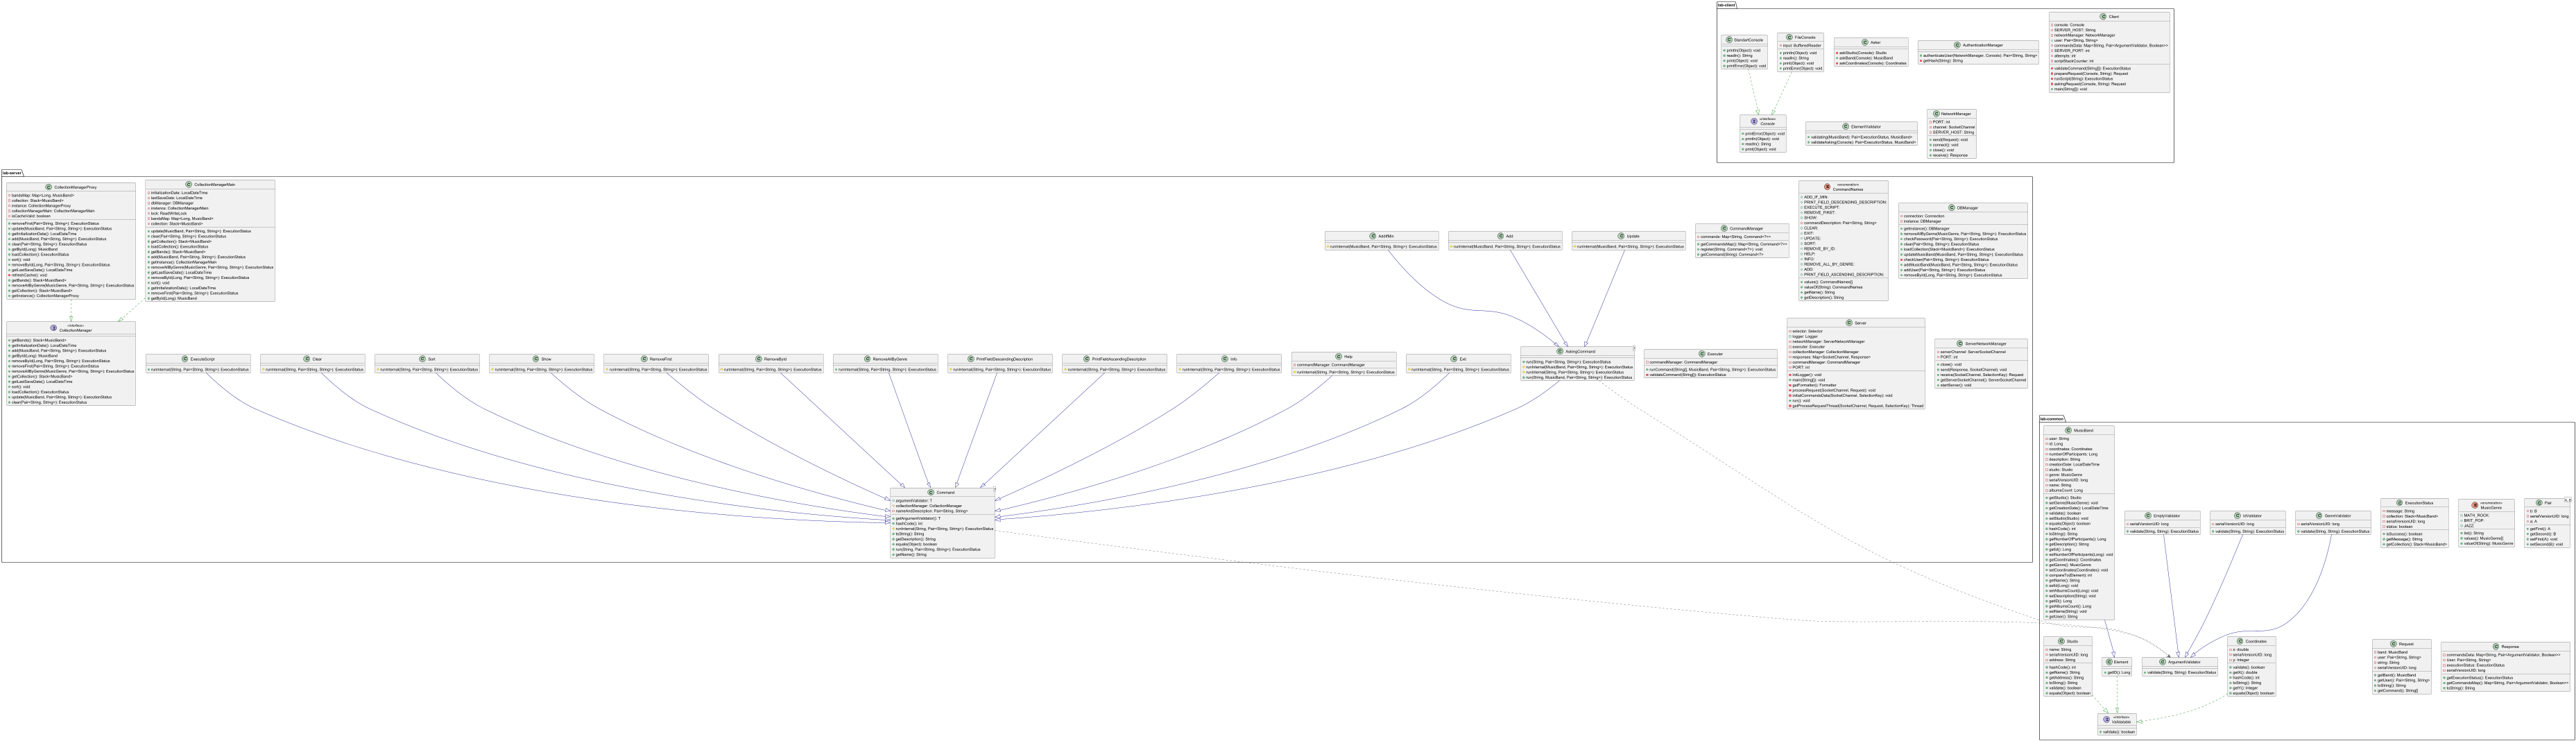 lab-client
StandartConsole
println(Object): void
readln(): String
print(Object): void
printError(Object): void
FileConsole
input: BufferedReader
println(Object): void
readln(): String
print(Object): void
printError(Object): void
Asker
askStudio(Console): Studio
askBand(Console): MusicBand
askCoordinates(Console): Coordinates
AuthenticationManager
authenticateUser(NetworkManager, Console): Pair<String, String>
getHash(String): String
Client
console: Console
SERVER_HOST: String
networkManager: NetworkManager
user: Pair<String, String>
commandsData: Map<String, Pair<ArgumentValidator, Boolean>>
SERVER_PORT: int
attempts: int
scriptStackCounter: int
validateCommand(String[]): ExecutionStatus
prepareRequest(Console, String): Request
runScript(String): ExecutionStatus
askingRequest(Console, String): Request
main(String[]): void
«interface»
Console
printError(Object): void
println(Object): void
readln(): String
print(Object): void
ElementValidator
validating(MusicBand): Pair<ExecutionStatus, MusicBand>
validateAsking(Console): Pair<ExecutionStatus, MusicBand>
NetworkManager
PORT: int
channel: SocketChannel
SERVER_HOST: String
send(Request): void
connect(): void
close(): void
receive(): Response
lab-server
CollectionManagerProxy
bandsMap: Map<Long, MusicBand>
collection: Stack<MusicBand>
instance: CollectionManagerProxy
collectionManagerMain: CollectionManagerMain
isCacheValid: boolean
removeFirst(Pair<String, String>): ExecutionStatus
update(MusicBand, Pair<String, String>): ExecutionStatus
getInitializationDate(): LocalDateTime
add(MusicBand, Pair<String, String>): ExecutionStatus
clear(Pair<String, String>): ExecutionStatus
getById(Long): MusicBand
loadCollection(): ExecutionStatus
sort(): void
removeById(Long, Pair<String, String>): ExecutionStatus
getLastSaveDate(): LocalDateTime
refreshCache(): void
getBands(): Stack<MusicBand>
removeAllByGenre(MusicGenre, Pair<String, String>): ExecutionStatus
getCollection(): Stack<MusicBand>
getInstance(): CollectionManagerProxy
CollectionManagerMain
initializationDate: LocalDateTime
lastSaveDate: LocalDateTime
dbManager: DBManager
instance: CollectionManagerMain
lock: ReadWriteLock
bandsMap: Map<Long, MusicBand>
collection: Stack<MusicBand>
update(MusicBand, Pair<String, String>): ExecutionStatus
clear(Pair<String, String>): ExecutionStatus
getCollection(): Stack<MusicBand>
loadCollection(): ExecutionStatus
getBands(): Stack<MusicBand>
add(MusicBand, Pair<String, String>): ExecutionStatus
getInstance(): CollectionManagerMain
removeAllByGenre(MusicGenre, Pair<String, String>): ExecutionStatus
getLastSaveDate(): LocalDateTime
removeById(Long, Pair<String, String>): ExecutionStatus
sort(): void
getInitializationDate(): LocalDateTime
removeFirst(Pair<String, String>): ExecutionStatus
getById(Long): MusicBand
AddIfMin
runInternal(MusicBand, Pair<String, String>): ExecutionStatus
Add
runInternal(MusicBand, Pair<String, String>): ExecutionStatus
Update
runInternal(MusicBand, Pair<String, String>): ExecutionStatus
CommandManager
commands: Map<String, Command<?>>
getCommandsMap(): Map<String, Command<?>>
register(String, Command<?>): void
getCommand(String): Command<?>
«enumeration»
CommandNames
ADD_IF_MIN:
PRINT_FIELD_DESCENDING_DESCRIPTION:
EXECUTE_SCRIPT:
REMOVE_FIRST:
SHOW:
commandDescription: Pair<String, String>
CLEAR:
EXIT:
UPDATE:
SORT:
REMOVE_BY_ID:
HELP:
INFO:
REMOVE_ALL_BY_GENRE:
ADD:
PRINT_FIELD_ASCENDING_DESCRIPTION:
values(): CommandNames[]
valueOf(String): CommandNames
getName(): String
getDescription(): String
DBManager
connection: Connection
instance: DBManager
getInstance(): DBManager
removeAllByGenre(MusicGenre, Pair<String, String>): ExecutionStatus
checkPassword(Pair<String, String>): ExecutionStatus
clear(Pair<String, String>): ExecutionStatus
loadCollection(Stack<MusicBand>): ExecutionStatus
updateMusicBand(MusicBand, Pair<String, String>): ExecutionStatus
checkUser(Pair<String, String>): ExecutionStatus
addMusicBand(MusicBand, Pair<String, String>): ExecutionStatus
addUser(Pair<String, String>): ExecutionStatus
removeById(Long, Pair<String, String>): ExecutionStatus
«interface»
CollectionManager
getBands(): Stack<MusicBand>
getInitializationDate(): LocalDateTime
add(MusicBand, Pair<String, String>): ExecutionStatus
getById(Long): MusicBand
removeById(Long, Pair<String, String>): ExecutionStatus
removeFirst(Pair<String, String>): ExecutionStatus
removeAllByGenre(MusicGenre, Pair<String, String>): ExecutionStatus
getCollection(): Stack<MusicBand>
getLastSaveDate(): LocalDateTime
sort(): void
loadCollection(): ExecutionStatus
update(MusicBand, Pair<String, String>): ExecutionStatus
clear(Pair<String, String>): ExecutionStatus
ExecuteScript
runInternal(String, Pair<String, String>): ExecutionStatus
Clear
runInternal(String, Pair<String, String>): ExecutionStatus
Sort
runInternal(String, Pair<String, String>): ExecutionStatus
Show
runInternal(String, Pair<String, String>): ExecutionStatus
RemoveFirst
runInternal(String, Pair<String, String>): ExecutionStatus
RemoveById
runInternal(String, Pair<String, String>): ExecutionStatus
RemoveAllByGenre
runInternal(String, Pair<String, String>): ExecutionStatus
PrintFieldDescendingDescription
runInternal(String, Pair<String, String>): ExecutionStatus
PrintFieldAscendingDescription
runInternal(String, Pair<String, String>): ExecutionStatus
Info
runInternal(String, Pair<String, String>): ExecutionStatus
Help
commandManager: CommandManager
runInternal(String, Pair<String, String>): ExecutionStatus
Exit
runInternal(String, Pair<String, String>): ExecutionStatus
AskingCommand
run(String, Pair<String, String>): ExecutionStatus
runInternal(MusicBand, Pair<String, String>): ExecutionStatus
runInternal(String, Pair<String, String>): ExecutionStatus
run(String, MusicBand, Pair<String, String>): ExecutionStatus
Executer
commandManager: CommandManager
runCommand(String[], MusicBand, Pair<String, String>): ExecutionStatus
validateCommand(String[]): ExecutionStatus
Server
selector: Selector
logger: Logger
networkManager: ServerNetworkManager
executer: Executer
collectionManager: CollectionManager
responses: Map<SocketChannel, Response>
commandManager: CommandManager
PORT: int
initLogger(): void
main(String[]): void
getFormatter(): Formatter
processRequest(SocketChannel, Request): void
initialCommandsData(SocketChannel, SelectionKey): void
run(): void
getProcessRequestThread(SocketChannel, Request, SelectionKey): Thread
ServerNetworkManager
serverChannel: ServerSocketChannel
PORT: int
close(): void
send(Response, SocketChannel): void
receive(SocketChannel, SelectionKey): Request
getServerSocketChannel(): ServerSocketChannel
startServer(): void
Command
argumentValidator: T
collectionManager: CollectionManager
nameAndDescription: Pair<String, String>
getArgumentValidator(): T
hashCode(): int
runInternal(String, Pair<String, String>): ExecutionStatus
toString(): String
getDescription(): String
equals(Object): boolean
run(String, Pair<String, String>): ExecutionStatus
getName(): String
lab-common
MusicBand
user: String
id: Long
coordinates: Coordinates
numberOfParticipants: Long
description: String
creationDate: LocalDateTime
studio: Studio
genre: MusicGenre
serialVersionUID: long
name: String
albumsCount: Long
getStudio(): Studio
setGenre(MusicGenre): void
getCreationDate(): LocalDateTime
validate(): boolean
setStudio(Studio): void
equals(Object): boolean
hashCode(): int
toString(): String
getNumberOfParticipants(): Long
getDescription(): String
getId(): Long
setNumberOfParticipants(Long): void
getCoordinates(): Coordinates
getGenre(): MusicGenre
setCoordinates(Coordinates): void
compareTo(Element): int
getName(): String
setId(Long): void
setAlbumsCount(Long): void
setDescription(String): void
getID(): Long
getAlbumsCount(): Long
setName(String): void
getUser(): String
EmptyValidator
serialVersionUID: long
validate(String, String): ExecutionStatus
IdValidator
serialVersionUID: long
validate(String, String): ExecutionStatus
GenreValidator
serialVersionUID: long
validate(String, String): ExecutionStatus
ExecutionStatus
message: String
collection: Stack<MusicBand>
serialVersionUID: long
status: boolean
isSuccess(): boolean
getMessage(): String
getCollection(): Stack<MusicBand>
«enumeration»
MusicGenre
MATH_ROCK:
BRIT_POP:
JAZZ:
list(): String
values(): MusicGenre[]
valueOf(String): MusicGenre
Pair
b: B
serialVersionUID: long
a: A
getFirst(): A
getSecond(): B
setFirst(A): void
setSecond(B): void
Studio
name: String
serialVersionUID: long
address: String
hashCode(): int
getName(): String
getAddress(): String
toString(): String
validate(): boolean
equals(Object): boolean
Element
getID(): Long
ArgumentValidator
validate(String, String): ExecutionStatus
Coordinates
x: double
serialVersionUID: long
y: Integer
validate(): boolean
getX(): double
hashCode(): int
toString(): String
getY(): Integer
equals(Object): boolean
Request
band: MusicBand
user: Pair<String, String>
string: String
serialVersionUID: long
getBand(): MusicBand
getUser(): Pair<String, String>
toString(): String
getCommand(): String[]
Response
commandsData: Map<String, Pair<ArgumentValidator, Boolean>>
user: Pair<String, String>
executionStatus: ExecutionStatus
serialVersionUID: long
getExecutionStatus(): ExecutionStatus
getCommandsMap(): Map<String, Pair<ArgumentValidator, Boolean>>
toString(): String
«interface»
Validatable
validate(): boolean